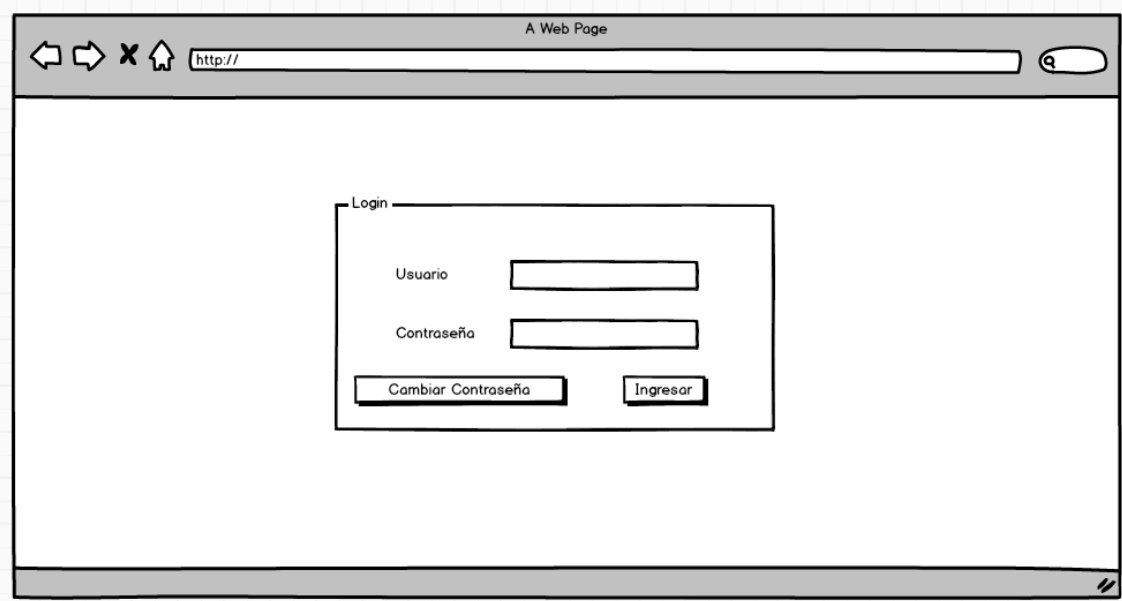 A Web Page
http://
Login
Usuario
Contraseña
Cambiar Contraseña
Ingresar